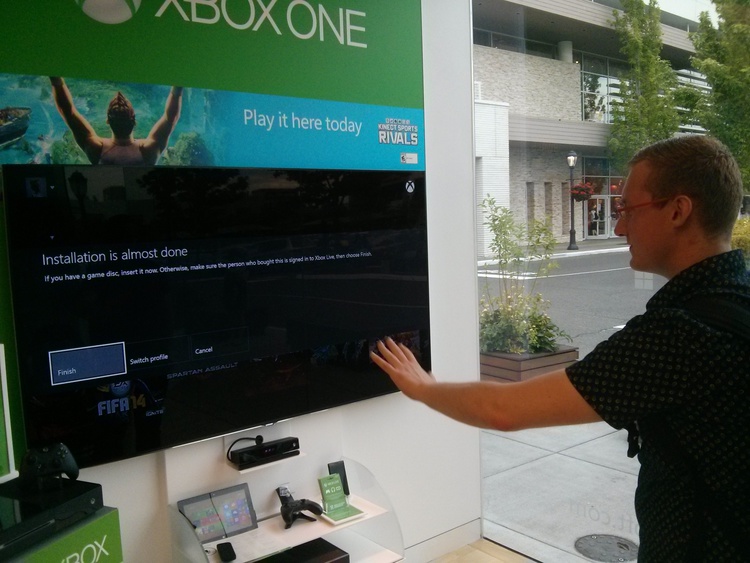 XBOX ONE
Play it here today
KINECT SPORTS
RIVALS
Installation is almost done
If you have a game disc, insert it now. Otherwise, make sure the person who bought this is signed in to Xbox Live, then choose Finish.
Finish
Switch profile
Cancel
SPARTAN ASSAULT
FIFA 14
XBOX